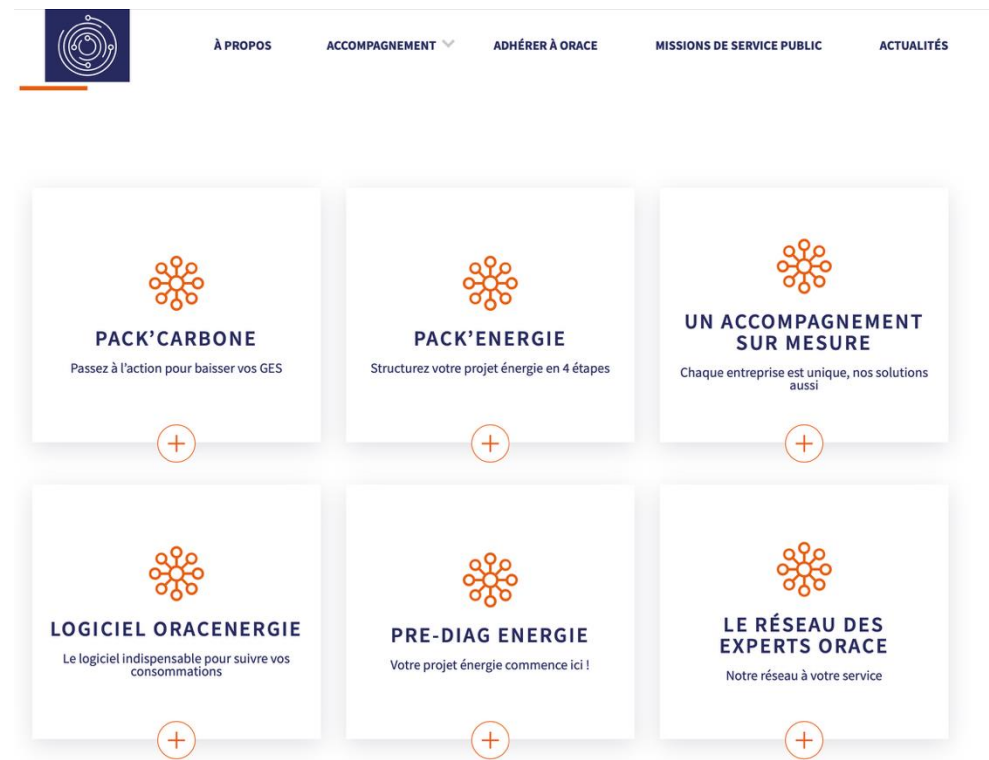 À PROPOS
ACCOMPAGNEMENT
ADHÉRER À ORACE
MISSIONS DE SERVICE PUBLIC
ACTUALITÉS
PACK’CARBONE
Passez à l’action pour baisser vos GES
PACK’ENERGIE
Structurez votre projet énergie en 4 étapes
UN ACCOMPAGNEMENT
SUR MESURE
Chaque entreprise est unique, nos solutions
aussi
LOGICIEL ORACENERGIE
Le logiciel indispensable pour suivre vos
consommations
PRE-DIAG ENERGIE
Votre projet énergie commence ici !
LE RÉSEAU DES
EXPERTS ORACE
Notre réseau à votre service